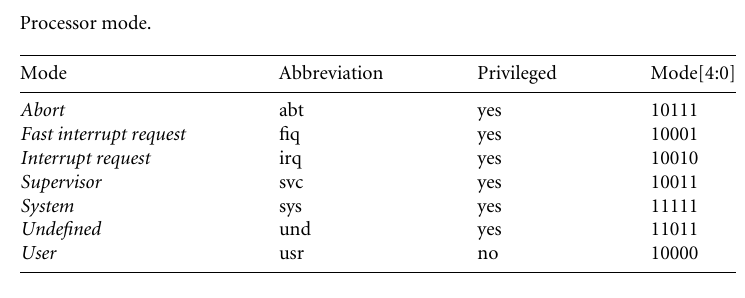 Processor mode.
Mode Abbreviation Privileged Mode[4:0]
Abort abt yes 10111
Fast interrupt request fiq yes 10001
Interrupt request irq yes 10010
Supervisor svc yes 10011
System sys yes 11111
Undefined und yes 11011
User usr no 10000